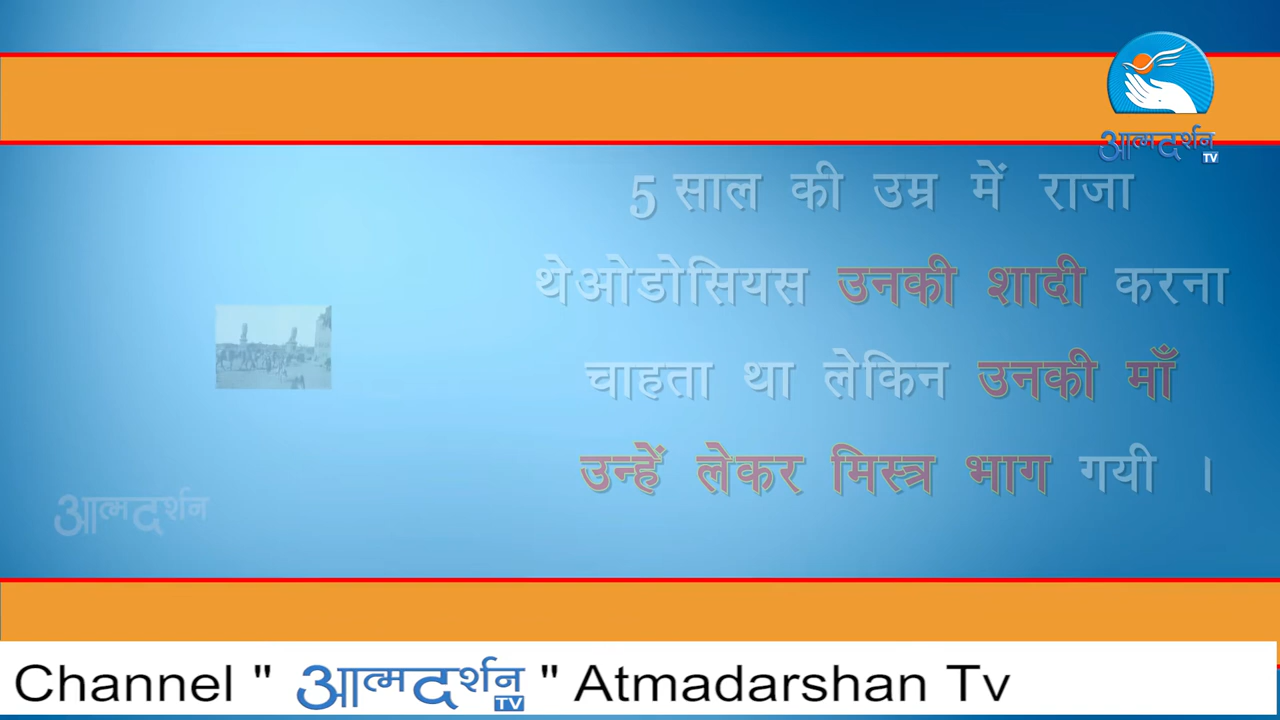 आत्मदर्शन
TV
5 साल की उम्र में राजा
थेओडोसियस उनकी शादी करना
चाहता था लेकिन उनकी माँ
उन्हें लेकर मिस्त्र भाग गयी ।
आत्मदर्शन
Channel " आत्मदर्शन TV " Atmadarshan Tv